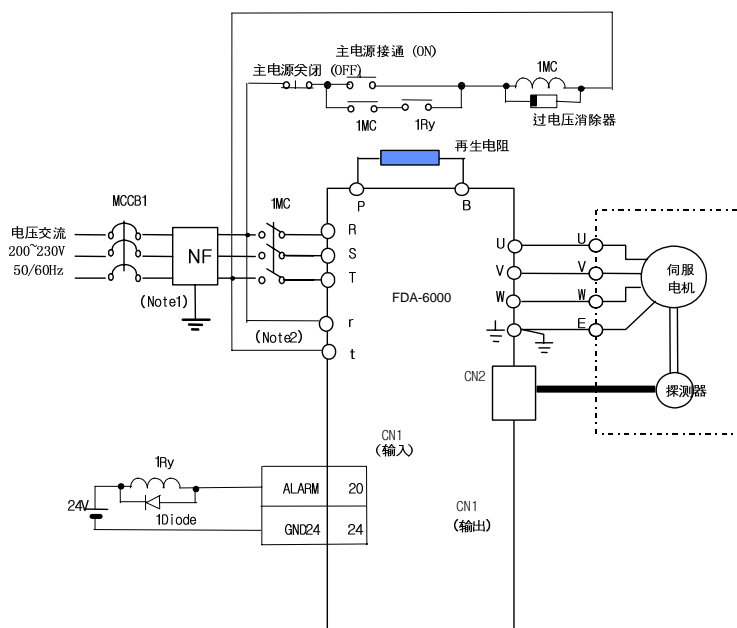 主电源接通 (ON)
主电源关闭 (OFF)
1MC
1MC
1Ry
过电压消除器
再生电阻
P
B
MCCB1
1MC
电压交流
200~230V
50/60Hz
NF
(Note1)
(Note2)
R
S
T
r
t
FDA-6000
U
V
W
U
V
W
E
伺服
电机
CN2
探测器
CN1
(输入)
1Ry
24V
1Diode
ALARM
20
GND24
24
CN1
(输出)